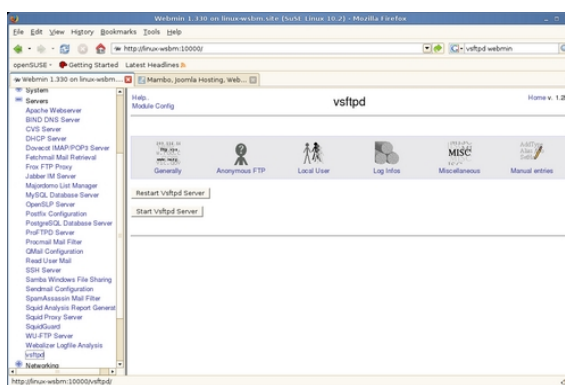 Webmin 1.330 on linux-wsbm.site (SuSE Linux 10.2) - Mozilla Firefox
File Edit View History Bookmarks Tools Help
http://linux-wsbm:10000/
vsftpd webmin
openSUSE Getting Started Latest Headlines
Webmin 1.330 on linux-wsbm....
Mambo, Joomla Hosting, Web...
System
Servers
Apache Webserver
BIND DNS Server
CVS Server
DHCP Server
Dovecot IMAP/POP3 Server
Fetchmail Mail Retrieval
Frox FTP Proxy
Jabber IM Server
Majordomo List Manager
MySQL Database Server
OpenSLP Server
Postfix Configuration
PostgreSQL Database Server
ProFTPD Server
Procmail Mail Filter
QMail Configuration
Read User Mail
SSH Server
Samba Windows File Sharing
Sendmail Configuration
SpamAssassin Mail Filter
Squid Analysis Report Generat
Squid Proxy Server
SquidGuard
WU-FTP Server
Webalizer Logfile Analysis
vsftpd
Networking
Help..
Module Config
vsftpd
Home v. 1.2
Generally
Anonymous FTP
Local User
Log Infos
MISC
Miscellaneous
Manual entries
Restart Vsftpd Server
Start Vsftpd Server
http://linux-wsbm:10000/vsftpd/